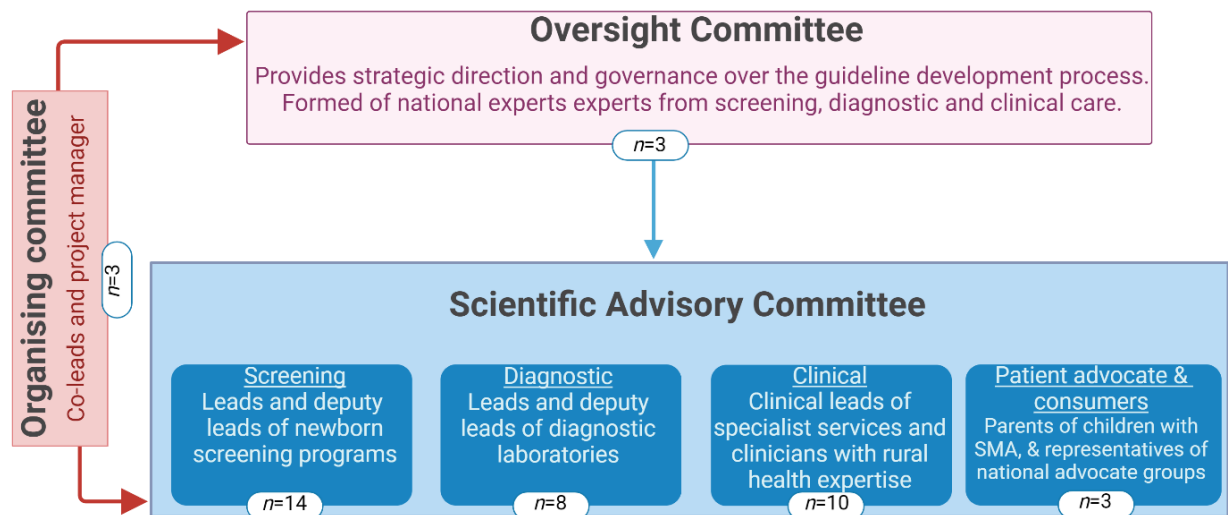 Oversight Committee
Provides strategic direction and governance over the guideline development process.
Formed of national experts experts from screening, diagnostic and clinical care.
n=3
Organising committee
Co-leads and project manager
n=3
Scientific Advisory Committee
Screening
Leads and deputy
leads of newborn
screening programs
n=14
Diagnostic
Leads and deputy
leads of diagnostic
laboratories
n=8
Clinical
Clinical leads of
specialist services and
clinicians with rural
health expertise
n=10
Patient advocate &
consumers
Parents of children with
SMA, & representatives of
national advocate groups
n=3